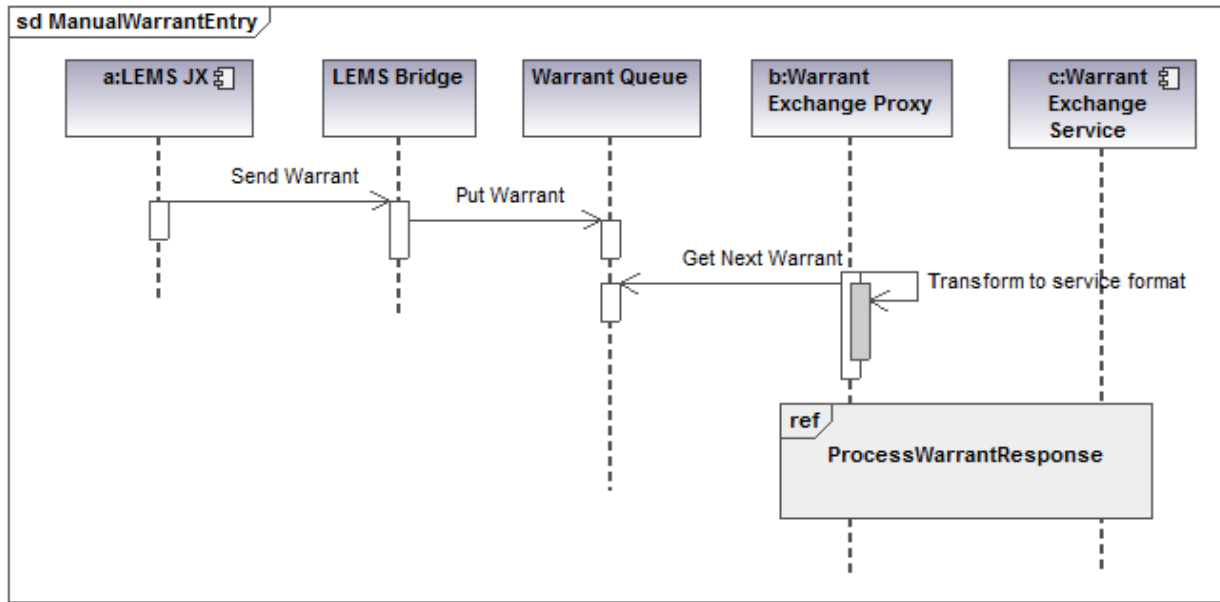 sd ManualWarrantEntry
a:LEMS JX
LEMS Bridge
Warrant Queue
b:Warrant
Exchange Proxy
c:Warrant
Exchange
Service
Send Warrant
Put Warrant
Get Next Warrant
Transform to service format
ref
ProcessWarrantResponse